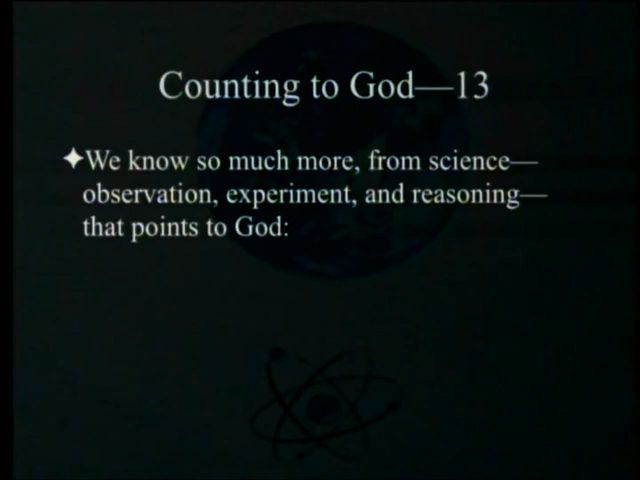 Counting to God—13
✦We know so much more, from science—
observation, experiment, and reasoning—
that points to God: